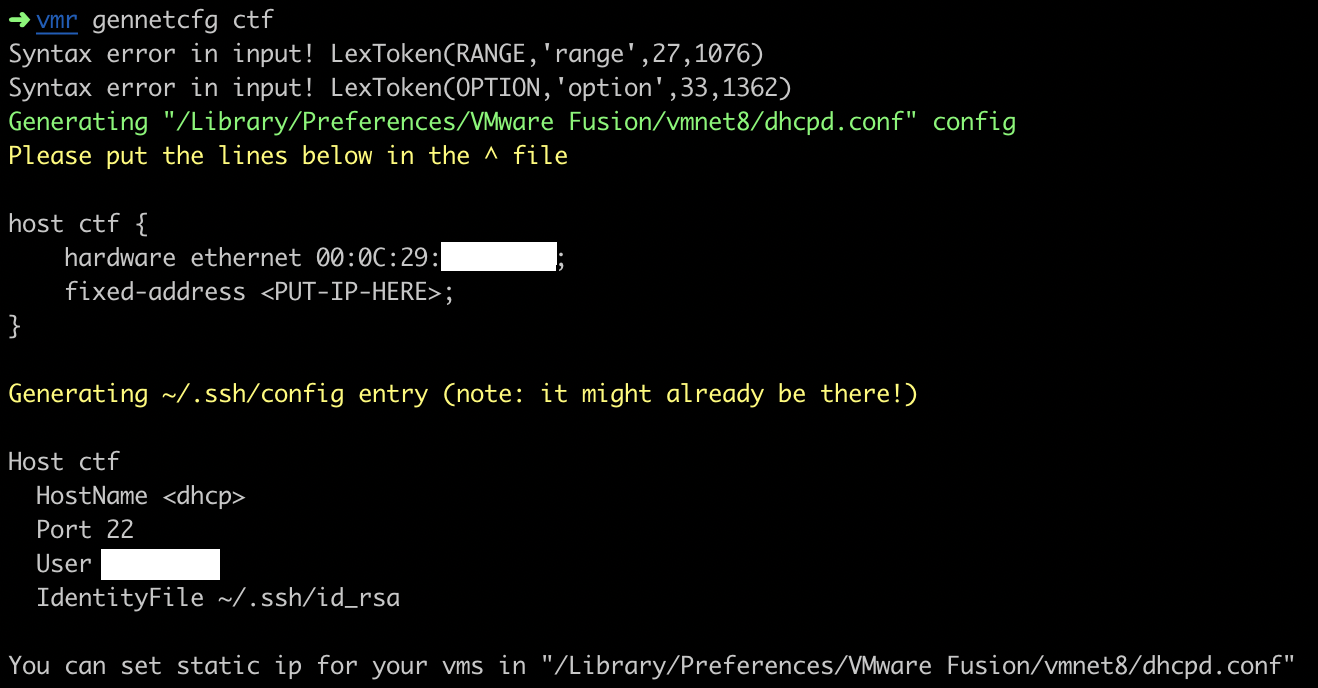 ➜ vmr gennetcfg ctf
Syntax error in input! LexToken(RANGE,'range',27,1076)
Syntax error in input! LexToken(OPTION,'option',33,1362)
Generating "/Library/Preferences/VMware Fusion/vmnet8/dhcpd.conf" config
Please put the lines below in the ^ file
host ctf {
    hardware ethernet 00:0C:29: ;
    fixed-address <PUT-IP-HERE>;
}
Generating ~/.ssh/config entry (note: it might already be there!)
Host ctf
  HostName <dhcp>
  Port 22
  User
  IdentityFile ~/.ssh/id_rsa
You can set static ip for your vms in "/Library/Preferences/VMware Fusion/vmnet8/dhcpd.conf"